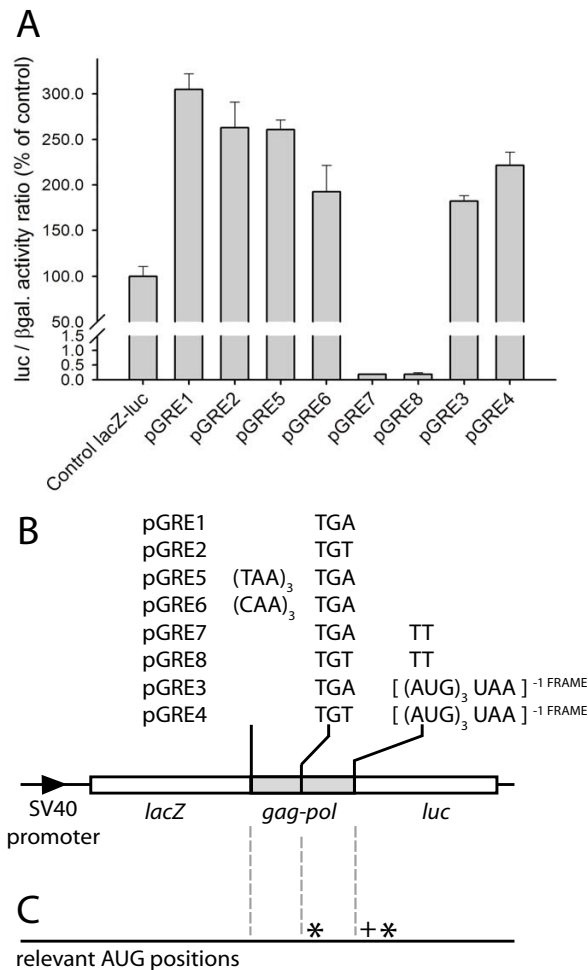 A
luc / βgal. activity ratio (% of control)
300.0
250.0
200.0
150.0
100.0
50.0
1.5
1.0
0.5
0.0
Control lacZ-luc
pGRE1
pGRE2
pGRE5
pGRE6
pGRE7
pGRE8
pGRE3
pGRE4
B
pGRE1 TGA
pGRE2 TGT
pGRE5 (TAA)3 TGA
pGRE6 (CAA)3 TGA
pGRE7 TGA TT
pGRE8 TGT TT
pGRE3 TGA [ (AUG)3 UAA ] -1 FRAME
pGRE4 TGT [ (AUG)3 UAA ] -1 FRAME
SV40 promoter
lacZ gag-pol luc
C
* +*
relevant AUG positions